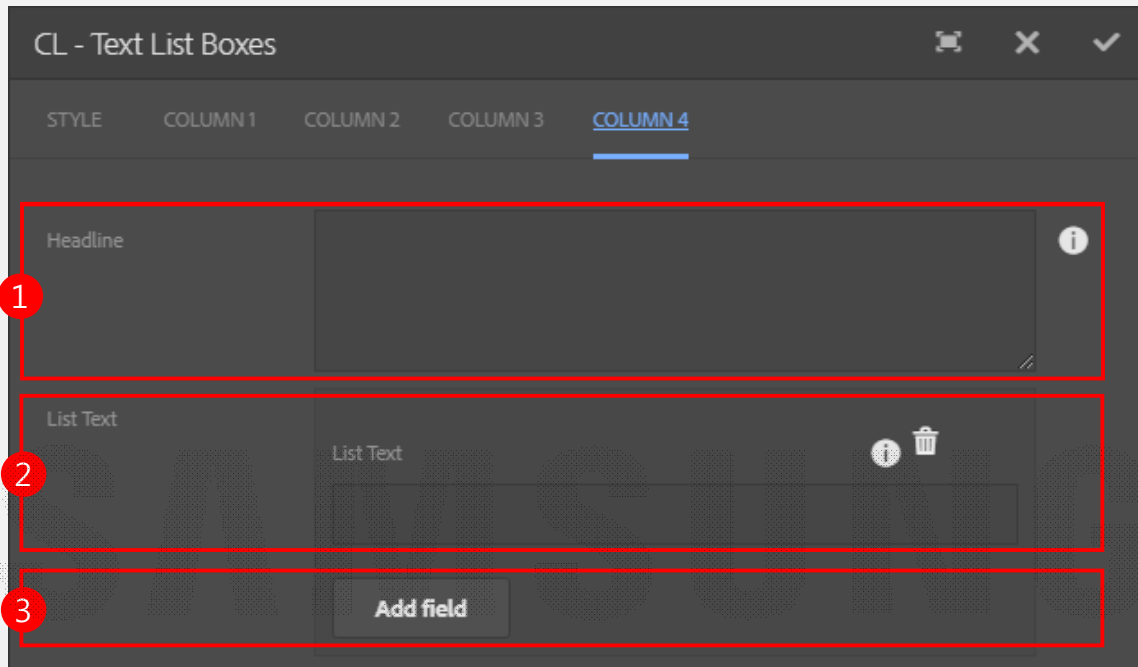 CL - Text List Boxes
STYLE COLUMN 1 COLUMN 2 COLUMN 3 COLUMN 4
Headline
1
List Text
List Text
2
SAMSUNG
Add field
3